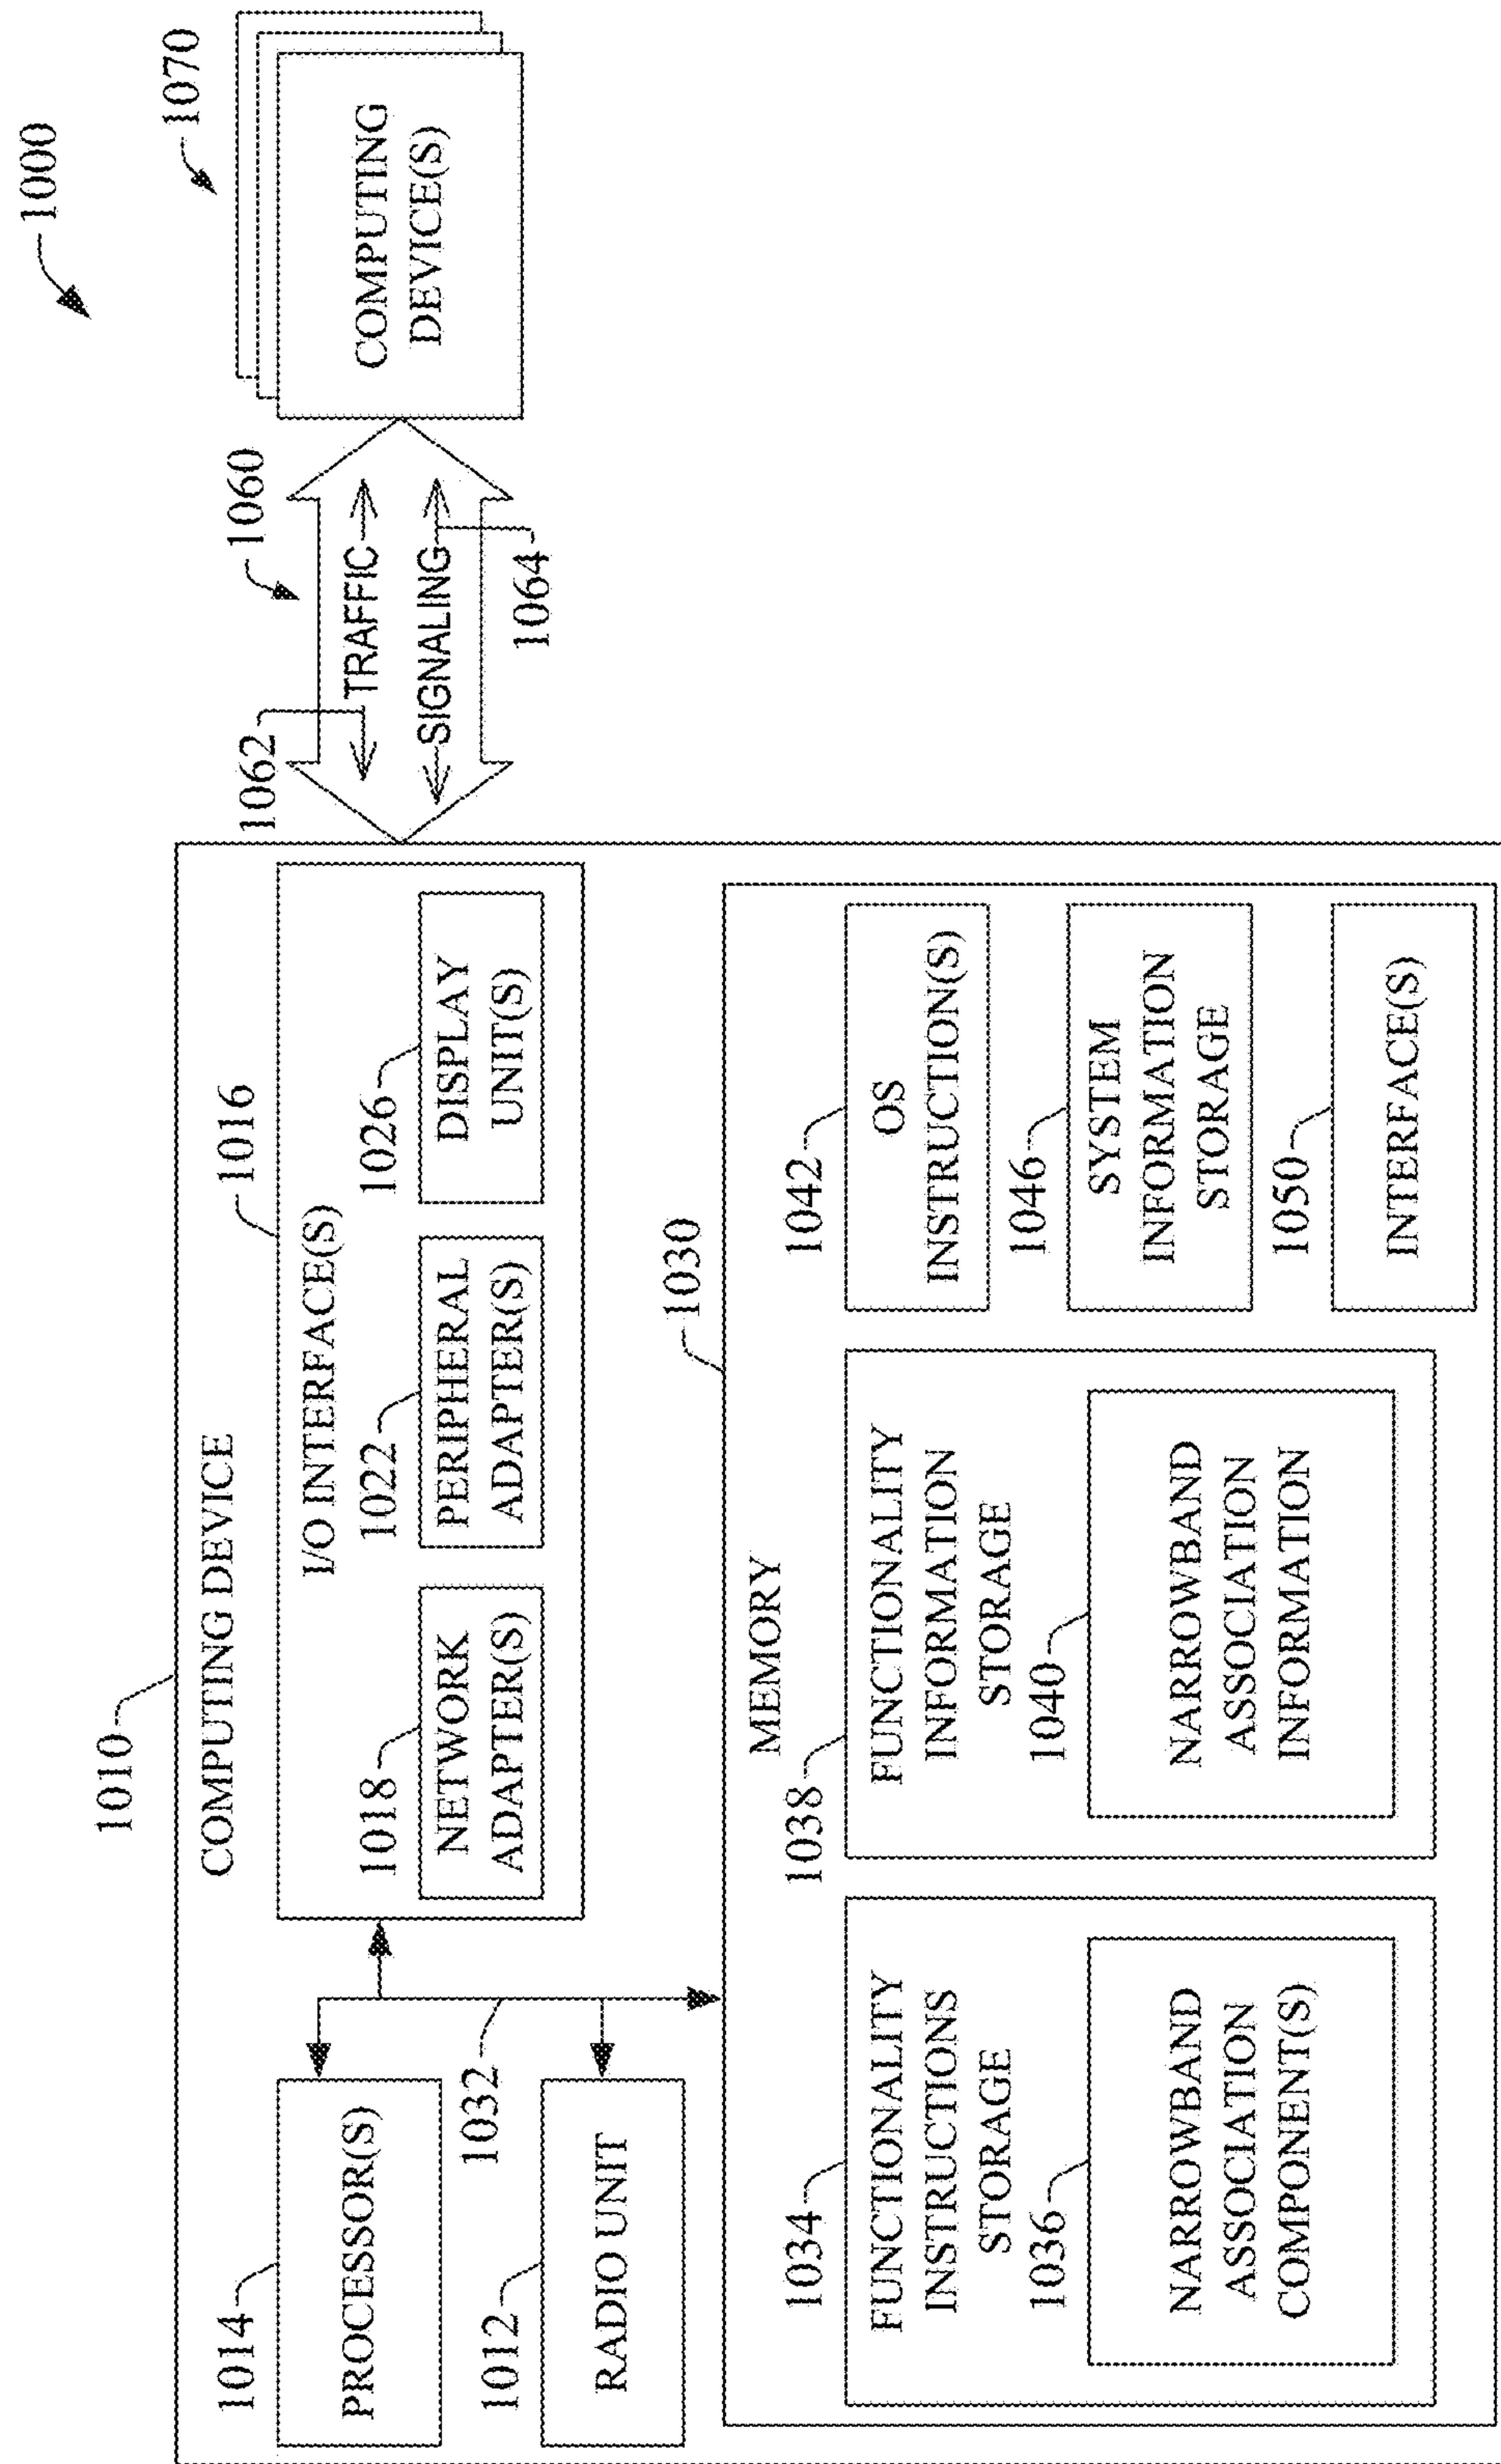 1000
1010
COMPUTING DEVICE
1014
PROCESSOR(S)
1012
RADIO UNIT
1032
1016
I/O INTERFACE(S)
1018
NETWORK
ADAPTER(S)
1022
PERIPHERAL
ADAPTER(S)
1026
DISPLAY
UNIT(S)
1030
MEMORY
1034
FUNCTIONALITY
INSTRUCTIONS
STORAGE
1036
NARROWBAND
ASSOCIATION
COMPONENT(S)
1038
FUNCTIONALITY
INFORMATION
STORAGE
1040
NARROWBAND
ASSOCIATION
INFORMATION
1042
OS
INSTRUCTION(S)
1046
SYSTEM
INFORMATION
STORAGE
1050
INTERFACE(S)
1062
1060
TRAFFIC
SIGNALING
1064
1070
COMPUTING
DEVICE(S)